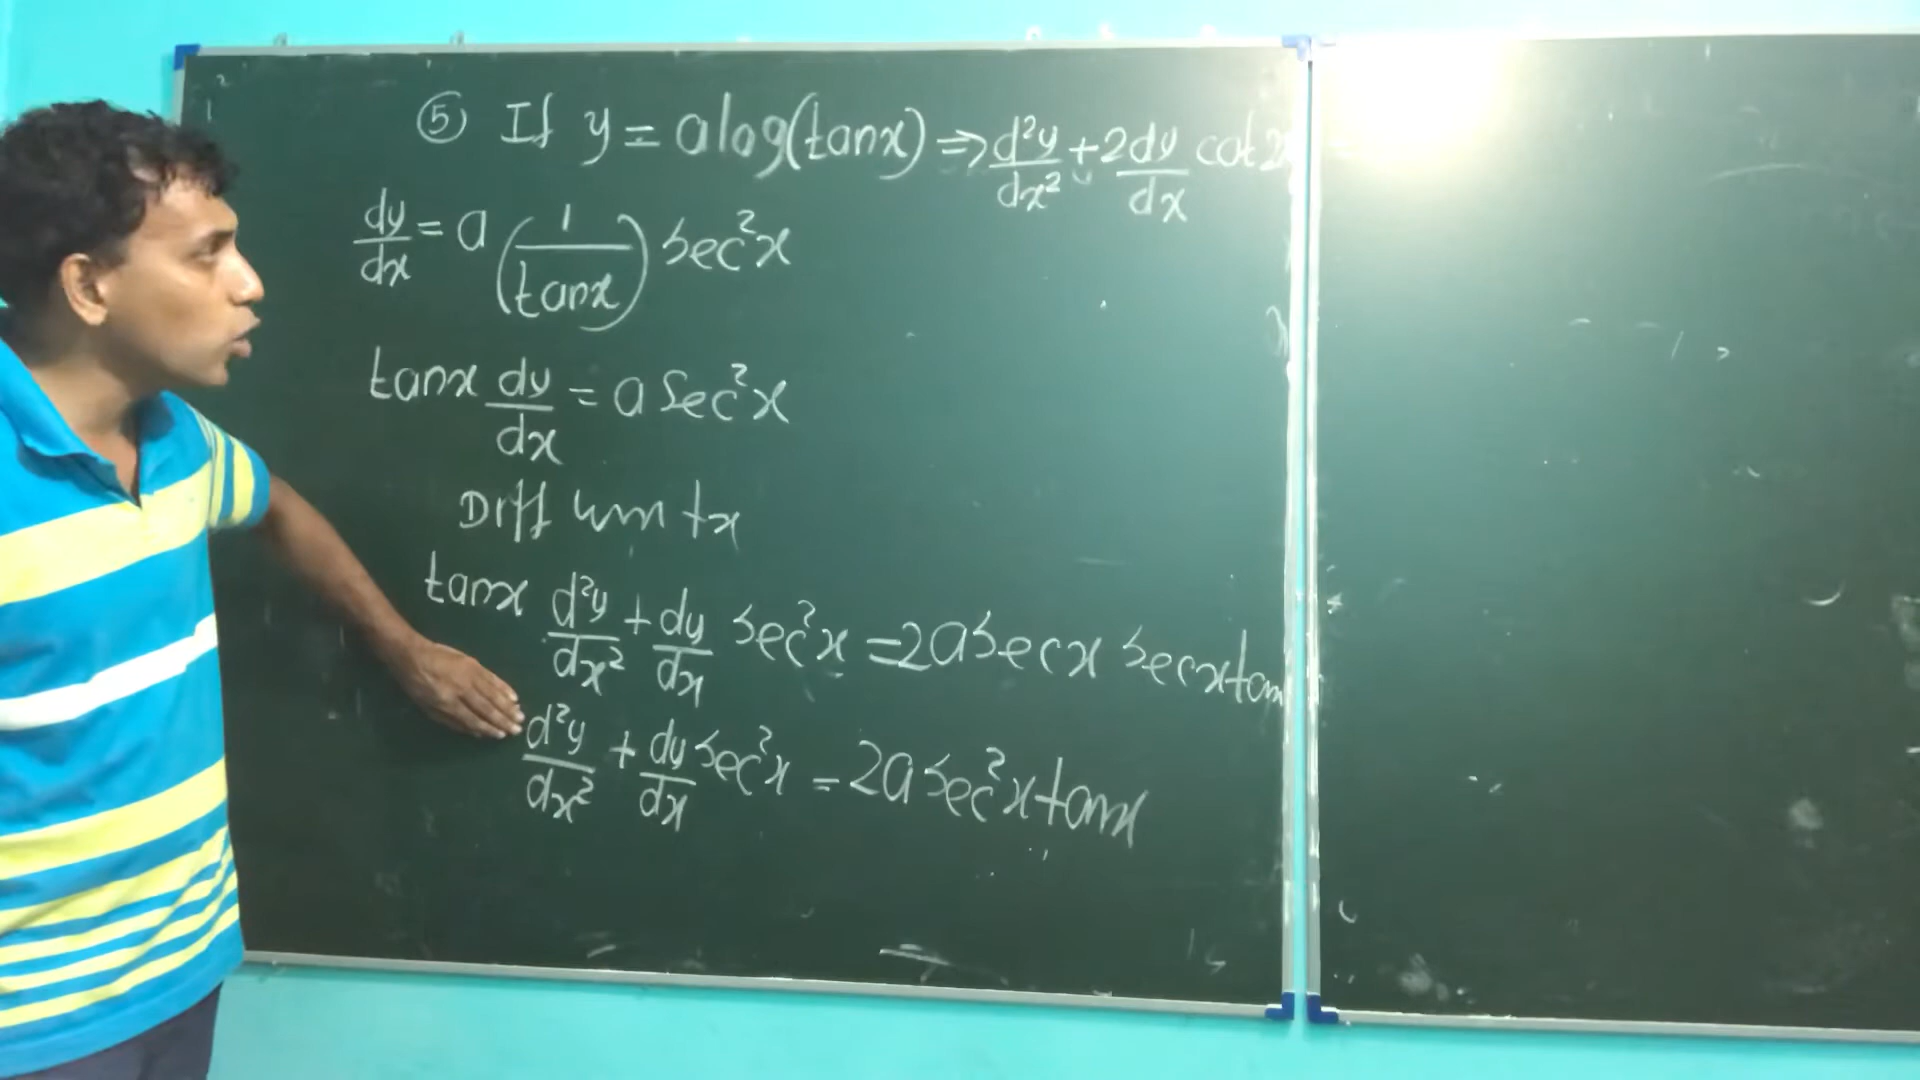 ⑤ If y = a log(tanx) ⇒ d²y/dx² + 2 dy/dx cot 2x
dy/dx = a (1/tanx) sec²x
tanx dy/dx = a sec²x
Diff x
tanx d²y/dx² + dy/dx sec²x = 2a secx secx tan
d²y/dx² + dy/dx sec²x = 2a sec²x tanx